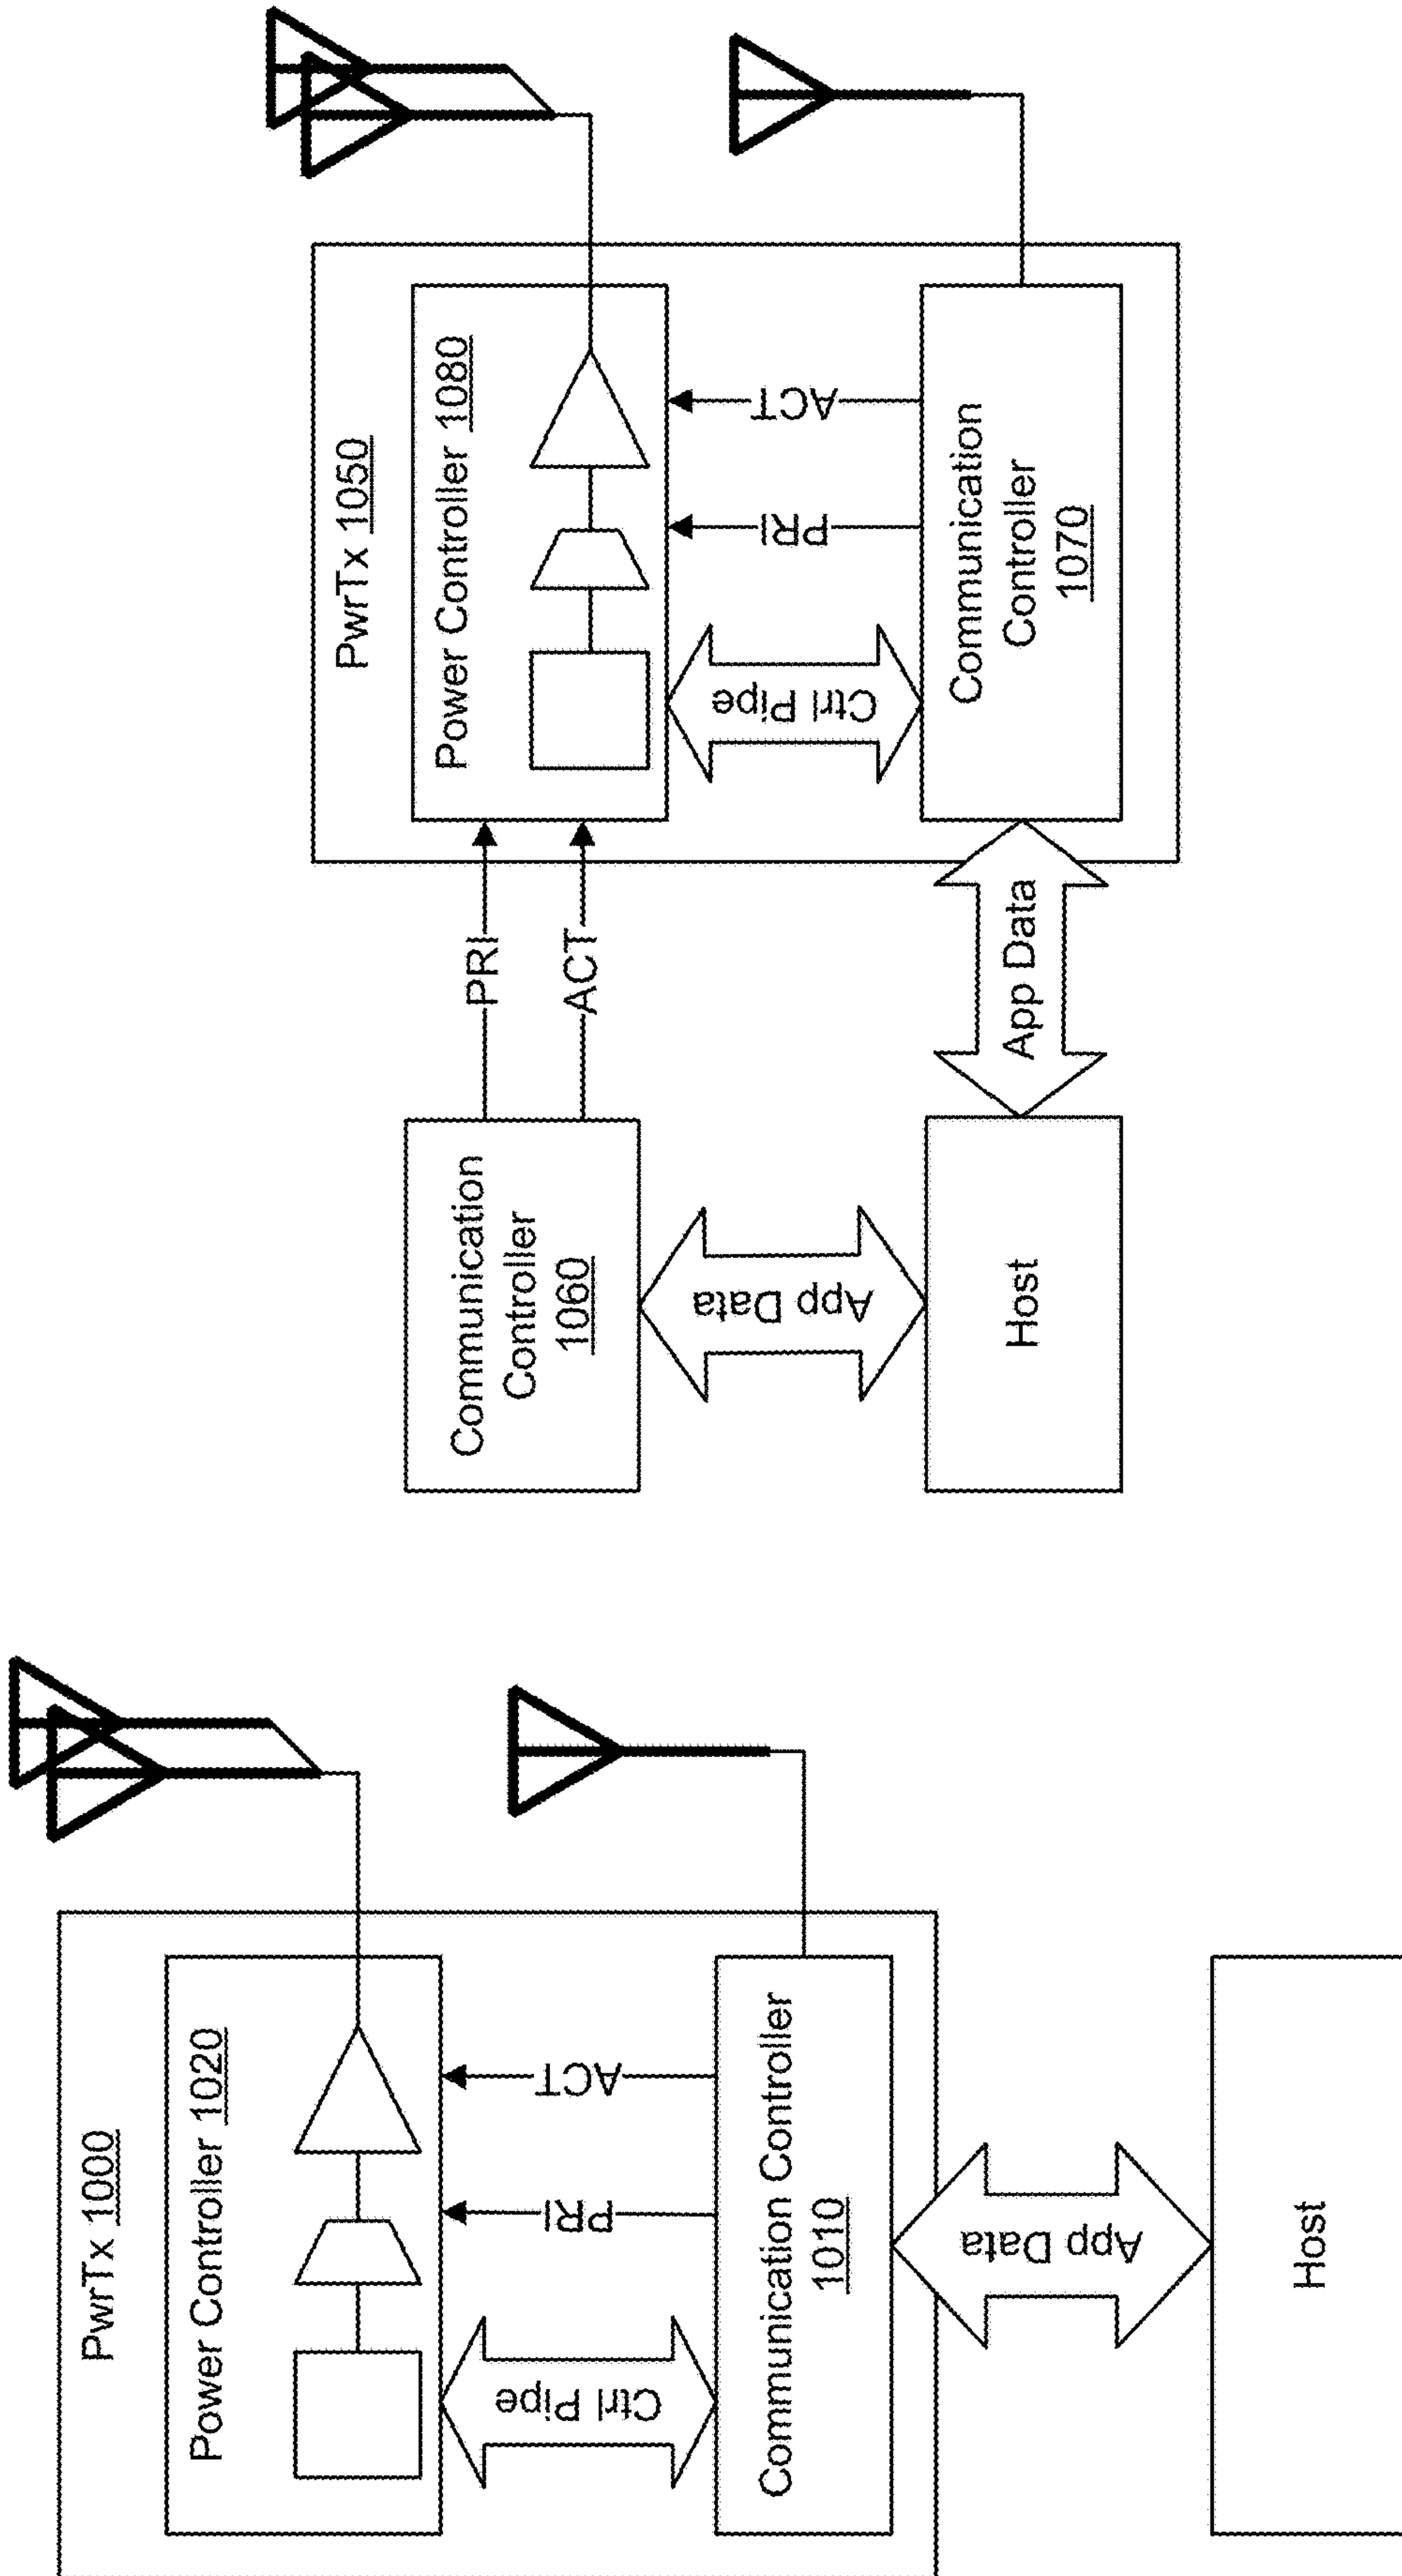 PwrTx 1000
Power Controller 1020
Ctrl Pipe
PRI
ACT
Communication Controller
1010
App Data
Host
PwrTx 1050
Power Controller 1080
Ctrl Pipe
PRI
ACT
Communication
Controller
1070
PRI
ACT
Communication
Controller
1060
App Data
App Data
Host